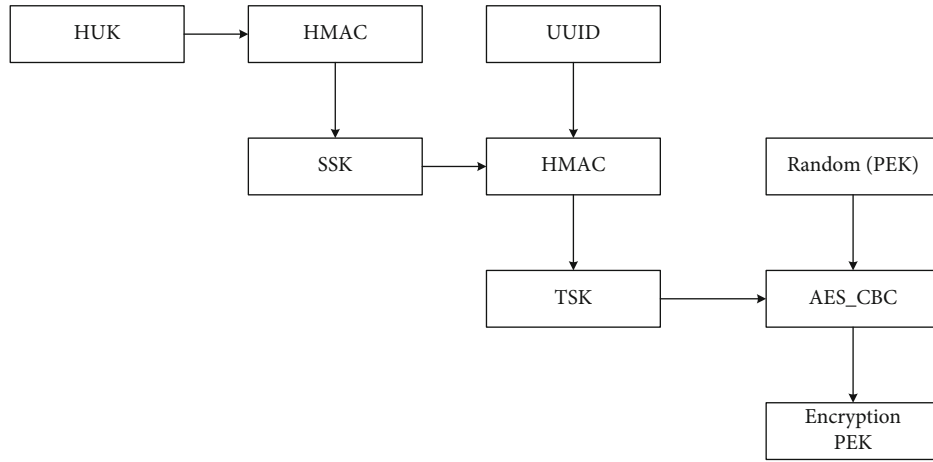 HUK
HMAC
UUID
SSK
HMAC
Random (PEK)
TSK
AES_CBC
Encryption
PEK